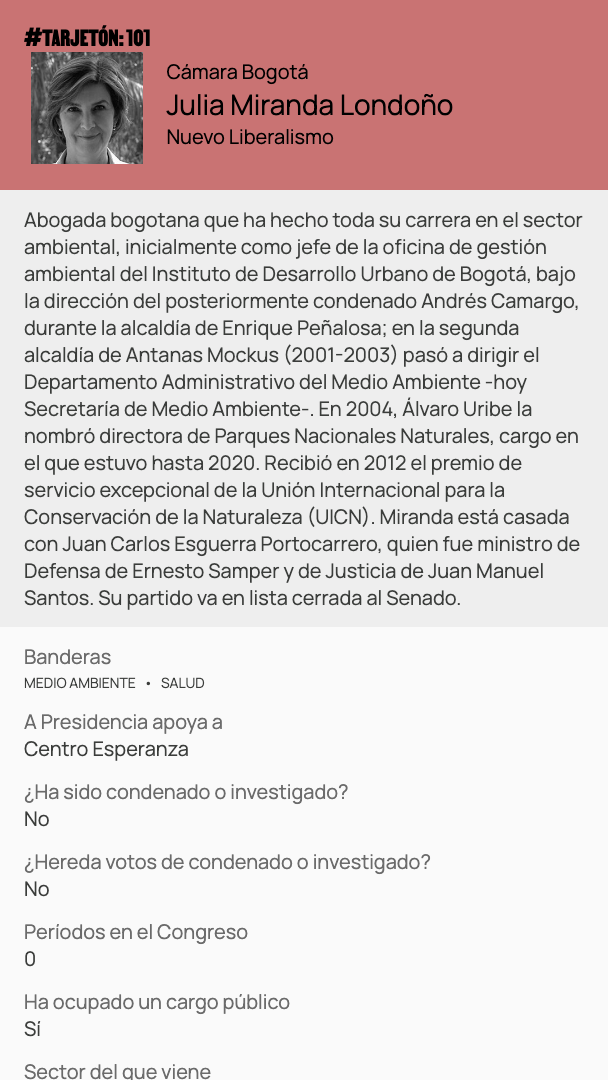 #TARJETÓN: 101
Cámara Bogotá
Julia Miranda Londoño
Nuevo Liberalismo
Abogada bogotana que ha hecho toda su carrera en el sector
ambiental, inicialmente como jefe de la oficina de gestión
ambiental del Instituto de Desarrollo Urbano de Bogotá, bajo
la dirección del posteriormente condenado Andrés Camargo,
durante la alcaldía de Enrique Peñalosa; en la segunda
alcaldía de Antanas Mockus (2001-2003) pasó a dirigir el
Departamento Administrativo del Medio Ambiente -hoy
Secretaría de Medio Ambiente-. En 2004, Álvaro Uribe la
nombró directora de Parques Nacionales Naturales, cargo en
el que estuvo hasta 2020. Recibió en 2012 el premio de
servicio excepcional de la Unión Internacional para la
Conservación de la Naturaleza (UICN). Miranda está casada
con Juan Carlos Esguerra Portocarrero, quien fue ministro de
Defensa de Ernesto Samper y de Justicia de Juan Manuel
Santos. Su partido va en lista cerrada al Senado.
Banderas
MEDIO AMBIENTE • SALUD
A Presidencia apoya a
Centro Esperanza
¿Ha sido condenado o investigado?
No
¿Hereda votos de condenado o investigado?
No
Períodos en el Congreso
0
Ha ocupado un cargo público
Sí
Sector del que viene